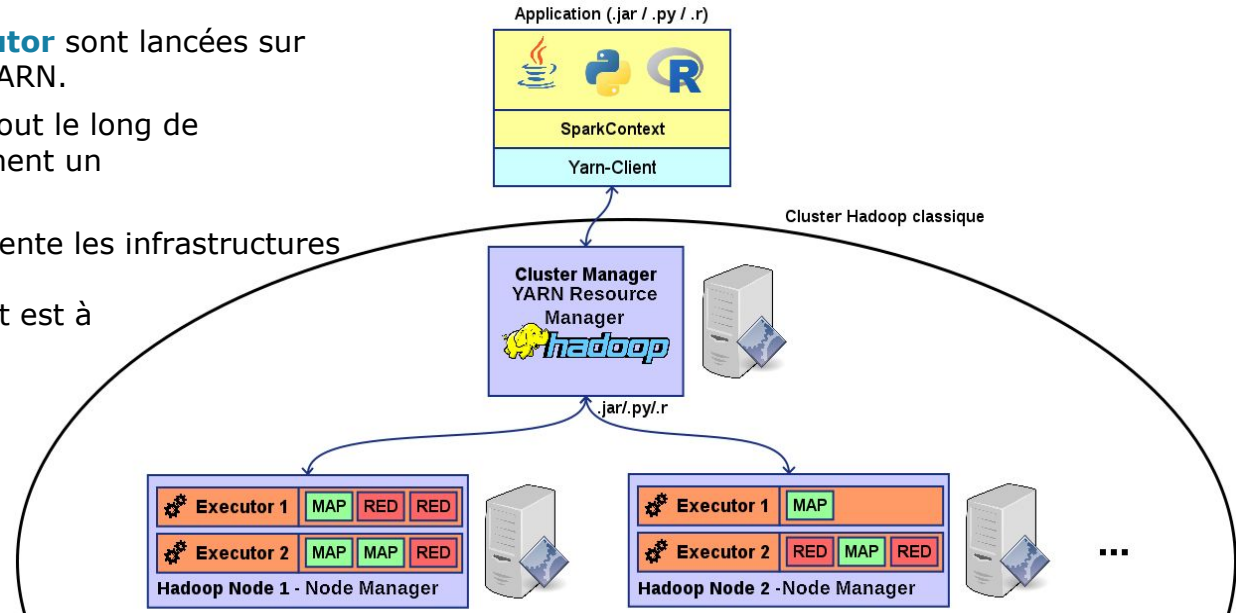 Application (.jar / .py / .r)
utor sont lancées sur
ARN.
out le long de
nent un
ente les infrastructures
t est à
R
SparkContext
Yarn-Client
Cluster Hadoop classique
Cluster Manager
YARN Resource
Manager
hadoop
.jar/.py/.r
Executor 1 MAP RED RED
Executor 2 MAP MAP RED
Hadoop Node 1 - Node Manager
Executor 1 MAP
Executor 2 RED MAP RED
Hadoop Node 2 -Node Manager
...